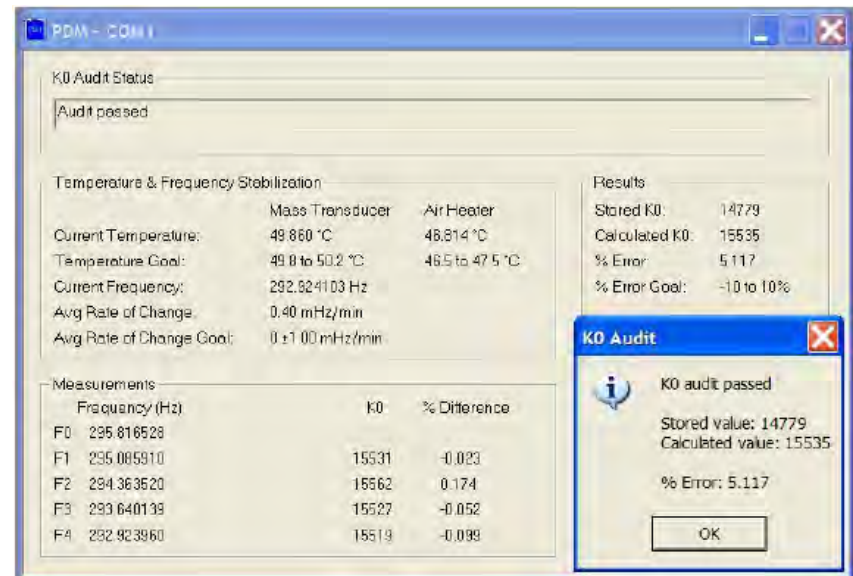 PDM - COM1
K0 Audit Status
Audit passed
Temperature & Frequency Stabilization
Mass Transducer Air Heater
Current Temperature: 49.860 °C 46.814 °C
Temperature Goal: 49.8 to 50.2 °C 46.5 to 47.5 °C
Current Frequency: 292.924103 Hz
Avg Rate of Change: 0.40 mHz/min
Avg Rate of Change Goal: 0 ±1.00 mHz/min
Results
Stored K0: 14779
Calculated K0: 15535
% Error 5.117
% Error Goal: -10 to 10%
Measurements
Frequency (Hz) K0 % Difference
F0 295.816528
F1 295.085910 15531 -0.023
F2 294.363520 15562 0.174
F3 293.640139 15527 -0.052
F4 292.923960 15519 -0.099
K0 Audit
K0 audit passed
Stored value: 14779
Calculated value: 15535
% Error: 5.117
OK